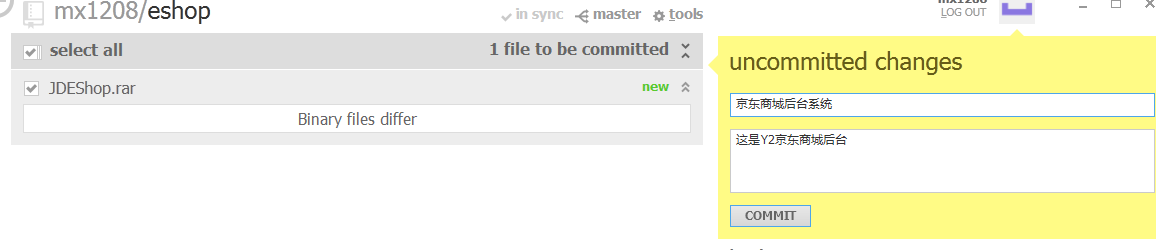 mx1208/eshop
in sync master tools
LOG OUT
select all 1 file to be committed
JDEShop.rar new
Binary files differ
uncommitted changes
京东商城后台系统
这是Y2京东商城后台
COMMIT